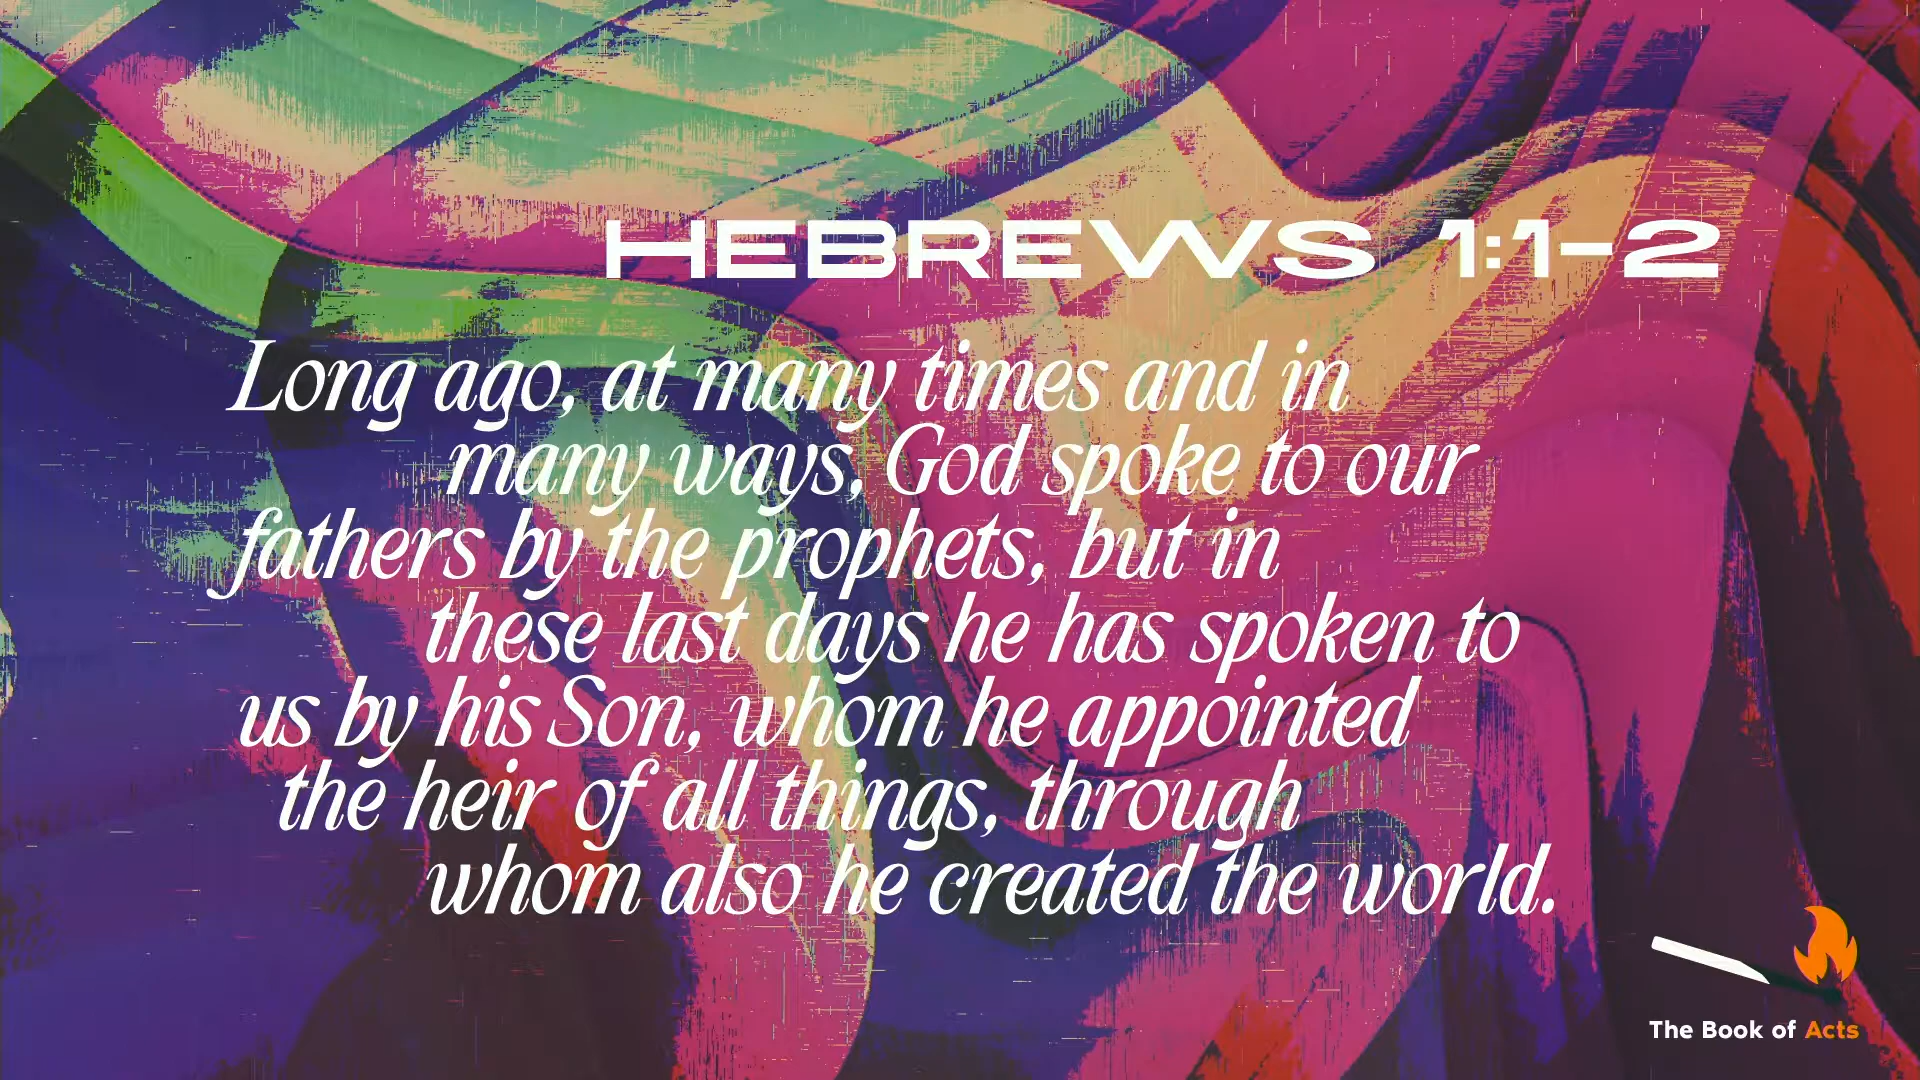 HEBREWS 1:1-2
Long ago, at many times and in
many ways, God spoke to our
fathers by the prophets, but in
these last days he has spoken to
us by his Son, whom he appointed
the heir of all things, through
whom also he created the world.
The Book of Acts